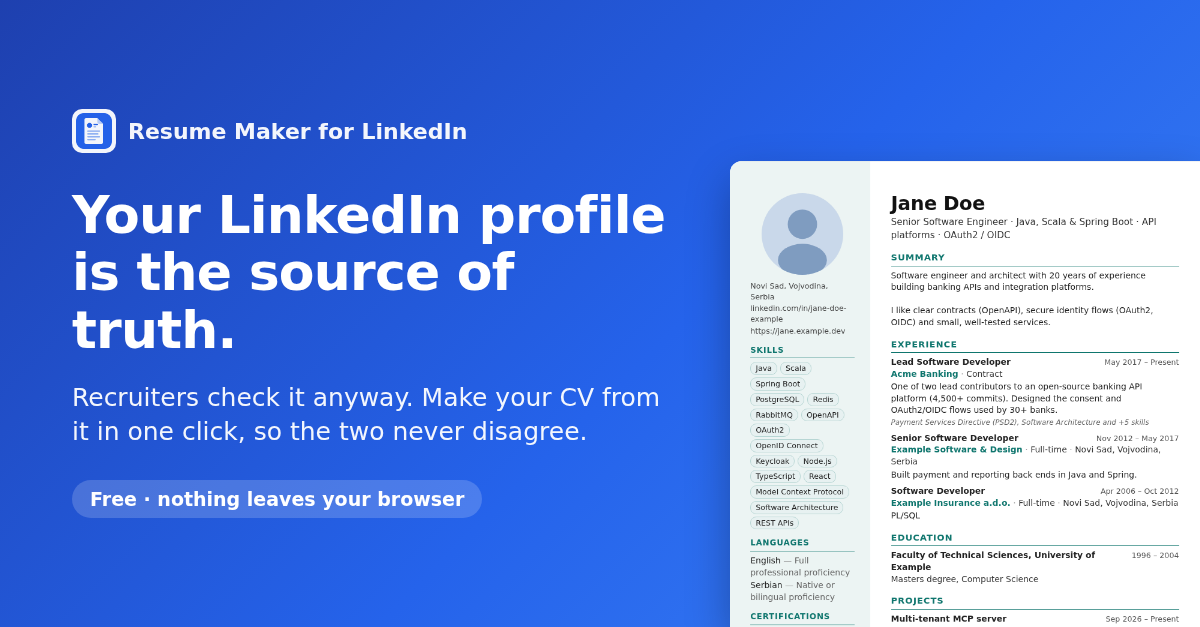 Resume Maker for LinkedIn
Your LinkedIn profile
is the source of
truth.
Recruiters check it anyway. Make your CV from
it in one click, so the two never disagree.
Free · nothing leaves your browser
Novi Sad, Vojvodina,
Serbia
linkedin.com/in/jane-doe-
example
https://jane.example.dev
SKILLS
Java Scala
Spring Boot
PostgreSQL Redis
RabbitMQ OpenAPI
OAuth2
OpenID Connect
Keycloak Node.js
TypeScript React
Model Context Protocol
Software Architecture
REST APIs
LANGUAGES
English — Full
professional proficiency
Serbian — Native or
bilingual proficiency
CERTIFICATIONS
Jane Doe
Senior Software Engineer · Java, Scala & Spring Boot · API
platforms · OAuth2 / OIDC
SUMMARY
Software engineer and architect with 20 years of experience
building banking APIs and integration platforms.
I like clear contracts (OpenAPI), secure identity flows (OAuth2,
OIDC) and small, well-tested services.
EXPERIENCE
Lead Software Developer May 2017 – Present
Acme Banking · Contract
One of two lead contributors to an open-source banking API
platform (4,500+ commits). Designed the consent and
OAuth2/OIDC flows used by 30+ banks.
Payment Services Directive (PSD2), Software Architecture and +5 skills
Senior Software Developer Nov 2012 – May 2017
Example Software & Design · Full-time · Novi Sad, Vojvodina,
Serbia
Built payment and reporting back ends in Java and Spring.
Software Developer Apr 2006 – Oct 2012
Example Insurance a.d.o. · Full-time · Novi Sad, Vojvodina, Serbia
PL/SQL
EDUCATION
Faculty of Technical Sciences, University of 1996 – 2004
Example
Masters degree, Computer Science
PROJECTS
Multi-tenant MCP server Sep 2026 – Present